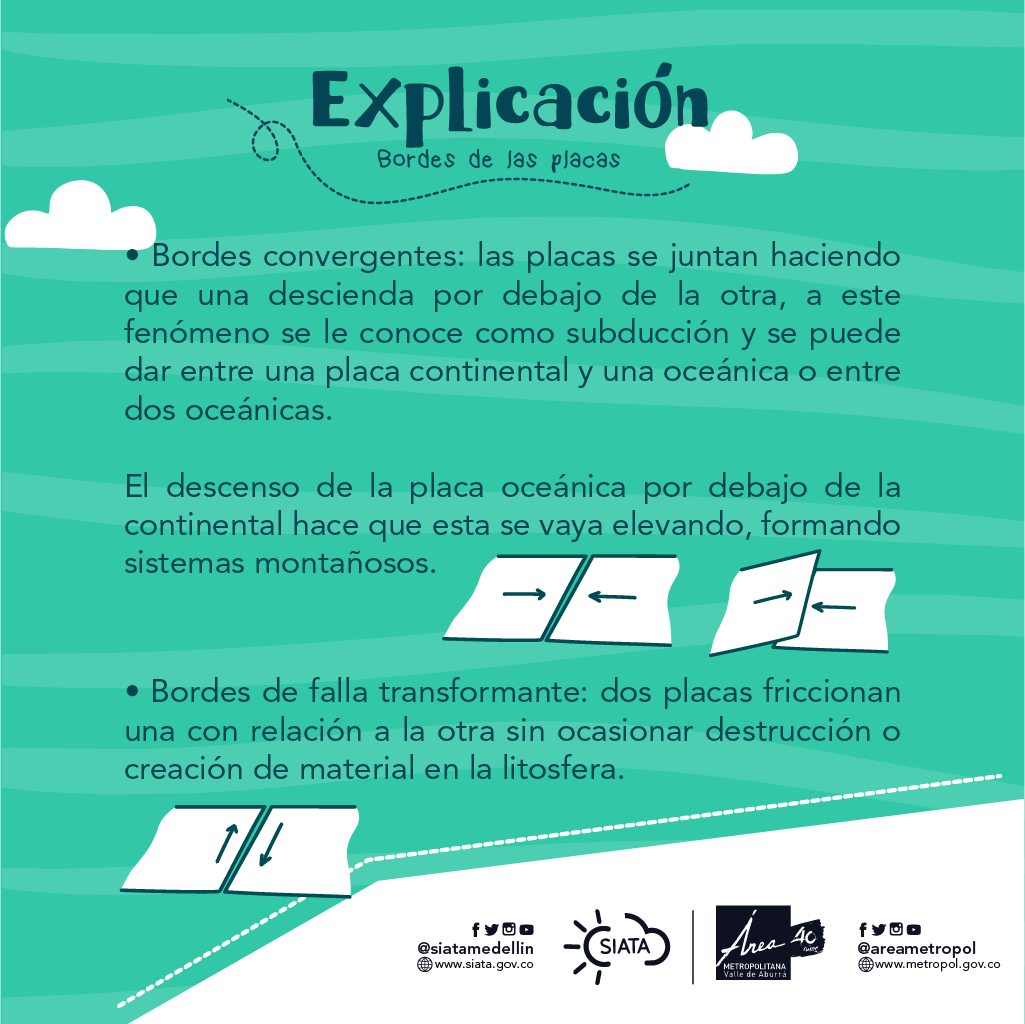 Explicación
Bordes de las placas
• Bordes convergentes: las placas se juntan haciendo
que una descienda por debajo de la otra, a este
fenómeno se le conoce como subducción y se puede
dar entre una placa continental y una oceánica o entre
dos oceánicas.
El descenso de la placa oceánica por debajo de la
continental hace que esta se vaya elevando, formando
sistemas montañosos.
• Bordes de falla transformante: dos placas friccionan
una con relación a la otra sin ocasionar destrucción o
creación de material en la litosfera.
@siatamedellin
www.siata.gov.co
SIATA
Área 40
METROPOLITANA
Valle de Aburrá
@areametropol
www.metropol.gov.co